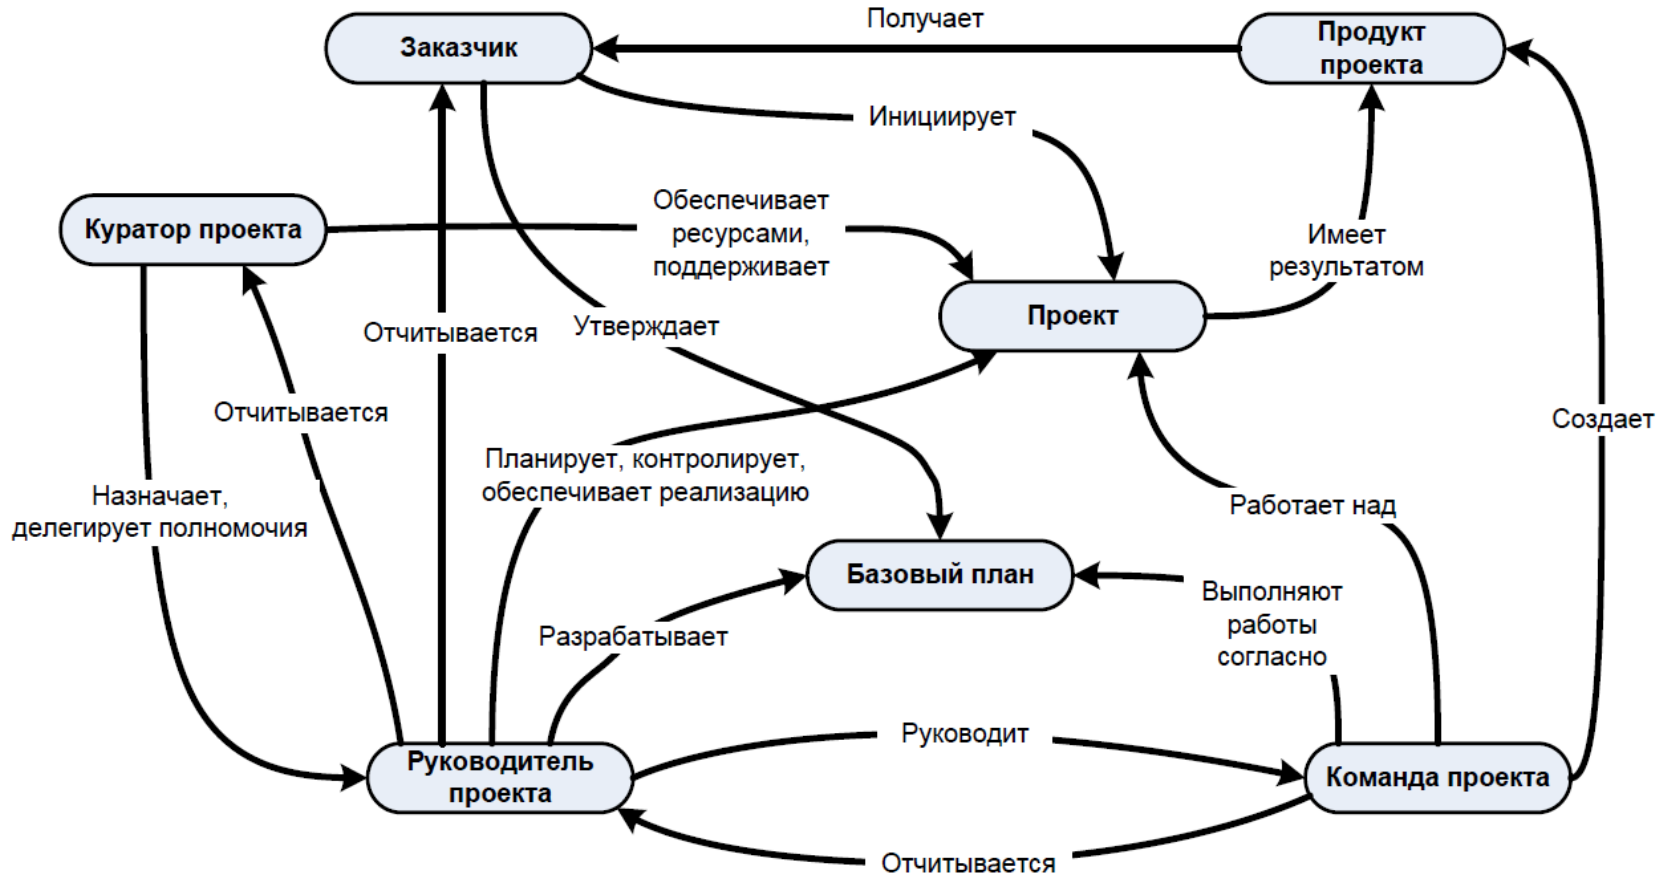 Получает
Заказчик
Продукт
проекта
Инициирует
Куратор проекта
Обеспечивает
ресурсами,
поддерживает
Имеет
результатом
Проект
Отчитывается
Утверждает
Отчитывается
Создает
Планирует, контролирует,
обеспечивает реализацию
Назначает,
делегирует полномочия
Работает над
Базовый план
Выполняют
работы
согласно
Разрабатывает
Руководит
Руководитель
проекта
Команда проекта
Отчитывается